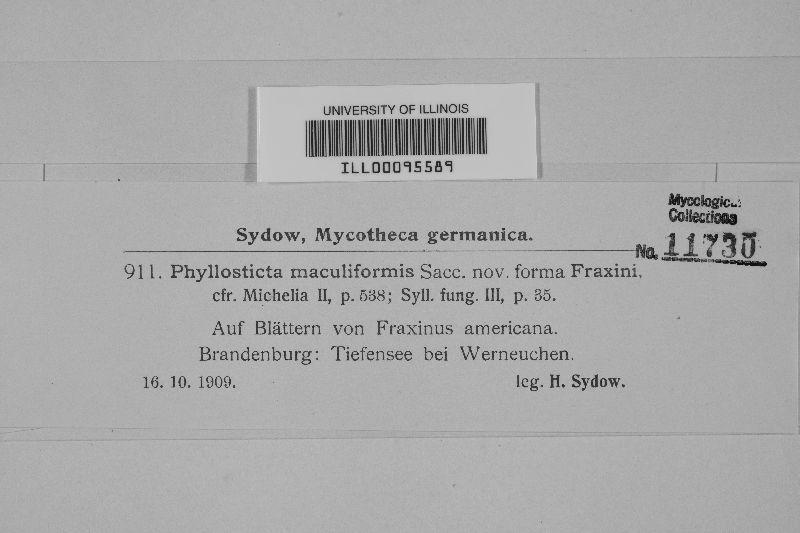 UNIVERSITY OF ILLINOIS
ILL00095589
Mycological
Collections
No. 11730
Sydow, Mycotheca germanica.
911. Phyllosticta maculiformis Sacc. nov. forma Fraxini,
cfr. Michelia II, p. 538; Syll. fung. III, p. 35.
Auf Blättern von Fraxinus americana.
Brandenburg: Tiefensee bei Werneuchen.
16. 10. 1909. leg. H. Sydow.